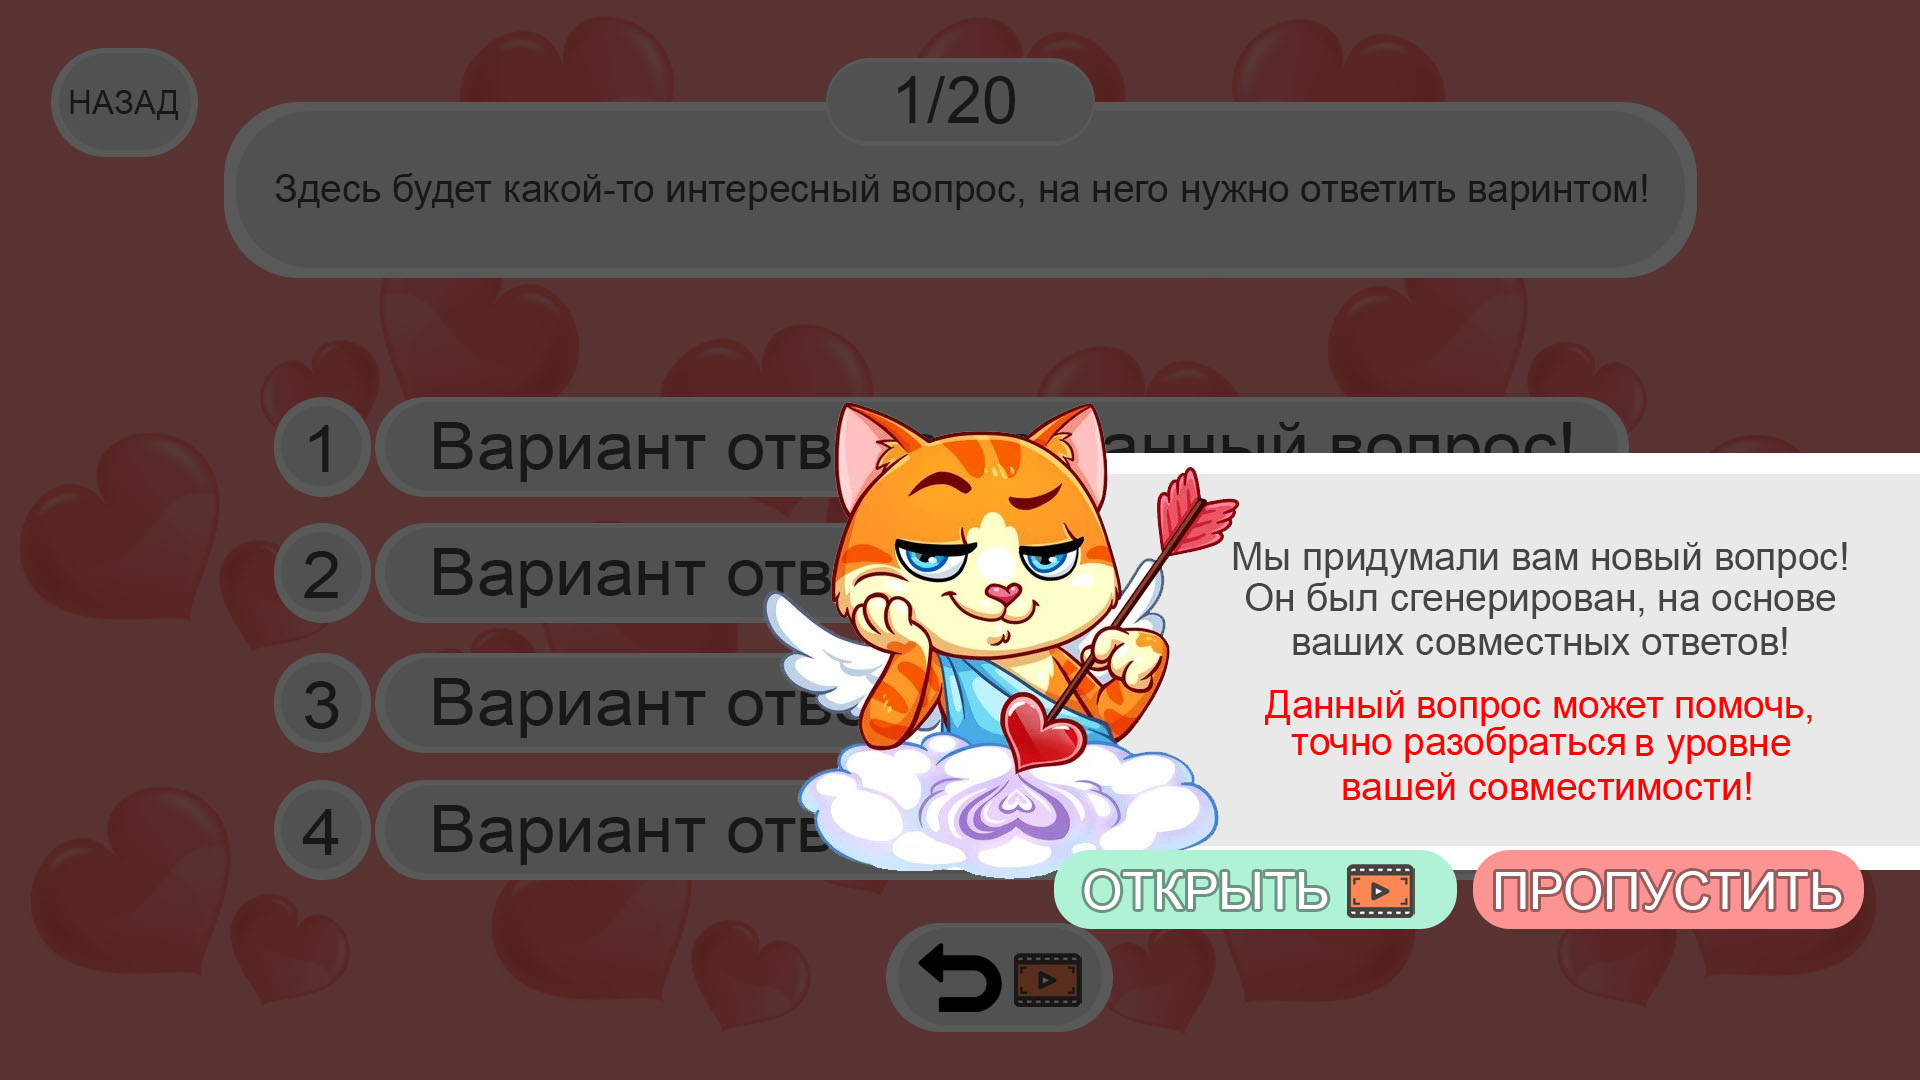 НАЗАД
1/20
Здесь будет какой-то интересный вопрос, на него нужно ответить варинтом!
1 Вариант отв анный вопрос!
2 Вариант отв
3 Вариант отв
4 Вариант отв
Мы придумали вам новый вопрос!
Он был сгенерирован, на основе
ваших совместных ответов!
Данный вопрос может помочь,
точно разобраться в уровне
вашей совместимости!
ОТКРЫТЬ
ПРОПУСТИТЬ